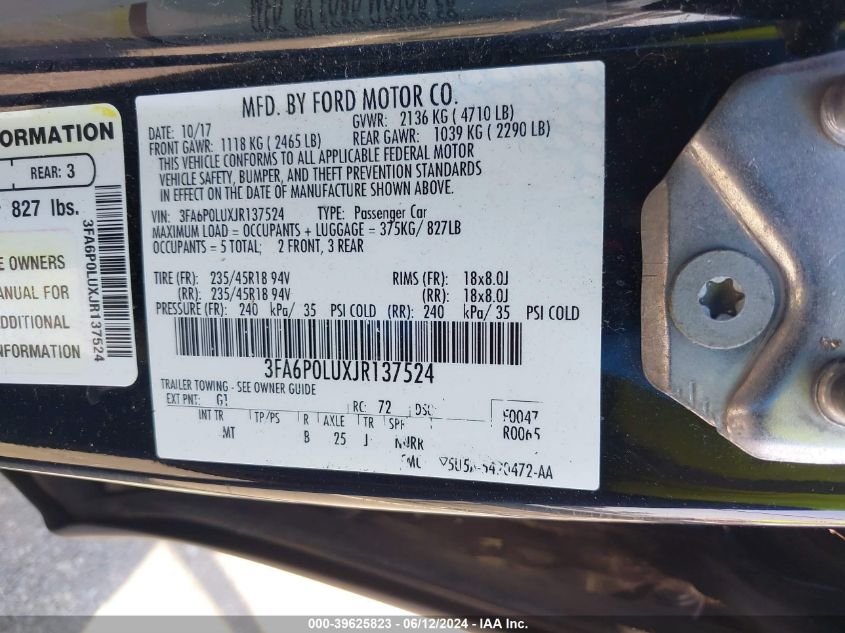 FORMATION
REAR: 3
827 lbs.
E OWNERS
ANUAL FOR
ADDITIONAL
NFORMATION
3FA6P0LUXJR137524
MFD. BY FORD MOTOR CO.
DATE: 10/17 GVWR: 2136 KG ( 4710 LB)
FRONT GAWR: 1118 KG ( 2465 LB) REAR GAWR: 1039 KG ( 2290 LB)
THIS VEHICLE CONFORMS TO ALL APPLICABLE FEDERAL MOTOR
VEHICLE SAFETY, BUMPER, AND THEFT PREVENTION STANDARDS
IN EFFECT ON THE DATE OF MANUFACTURE SHOWN ABOVE.
VIN: 3FA6P0LUXJR137524 TYPE: Passenger Car
MAXIMUM LOAD = OCCUPANTS + LUGGAGE = 375KG/ 827LB
OCCUPANTS = 5 TOTAL; 2 FRONT, 3 REAR
TIRE (FR): 235/45R18 94V RIMS (FR): 18x8.0J
(RR): 235/45R18 94V (RR): 18x8.0J
PRESSURE (FR): 240 kPa/ 35 PSI COLD (RR): 240 kPa/ 35 PSI COLD
3FA6P0LUXJR137524
TRAILER TOWING - SEE OWNER GUIDE
EXT PNT: G1 RC: 72 DSO: F0047
INT TR TP/PS R AXLE TR SPR R0065
MT B 25 J
000-39625823 / 06/12/2024 / IAA Inc.